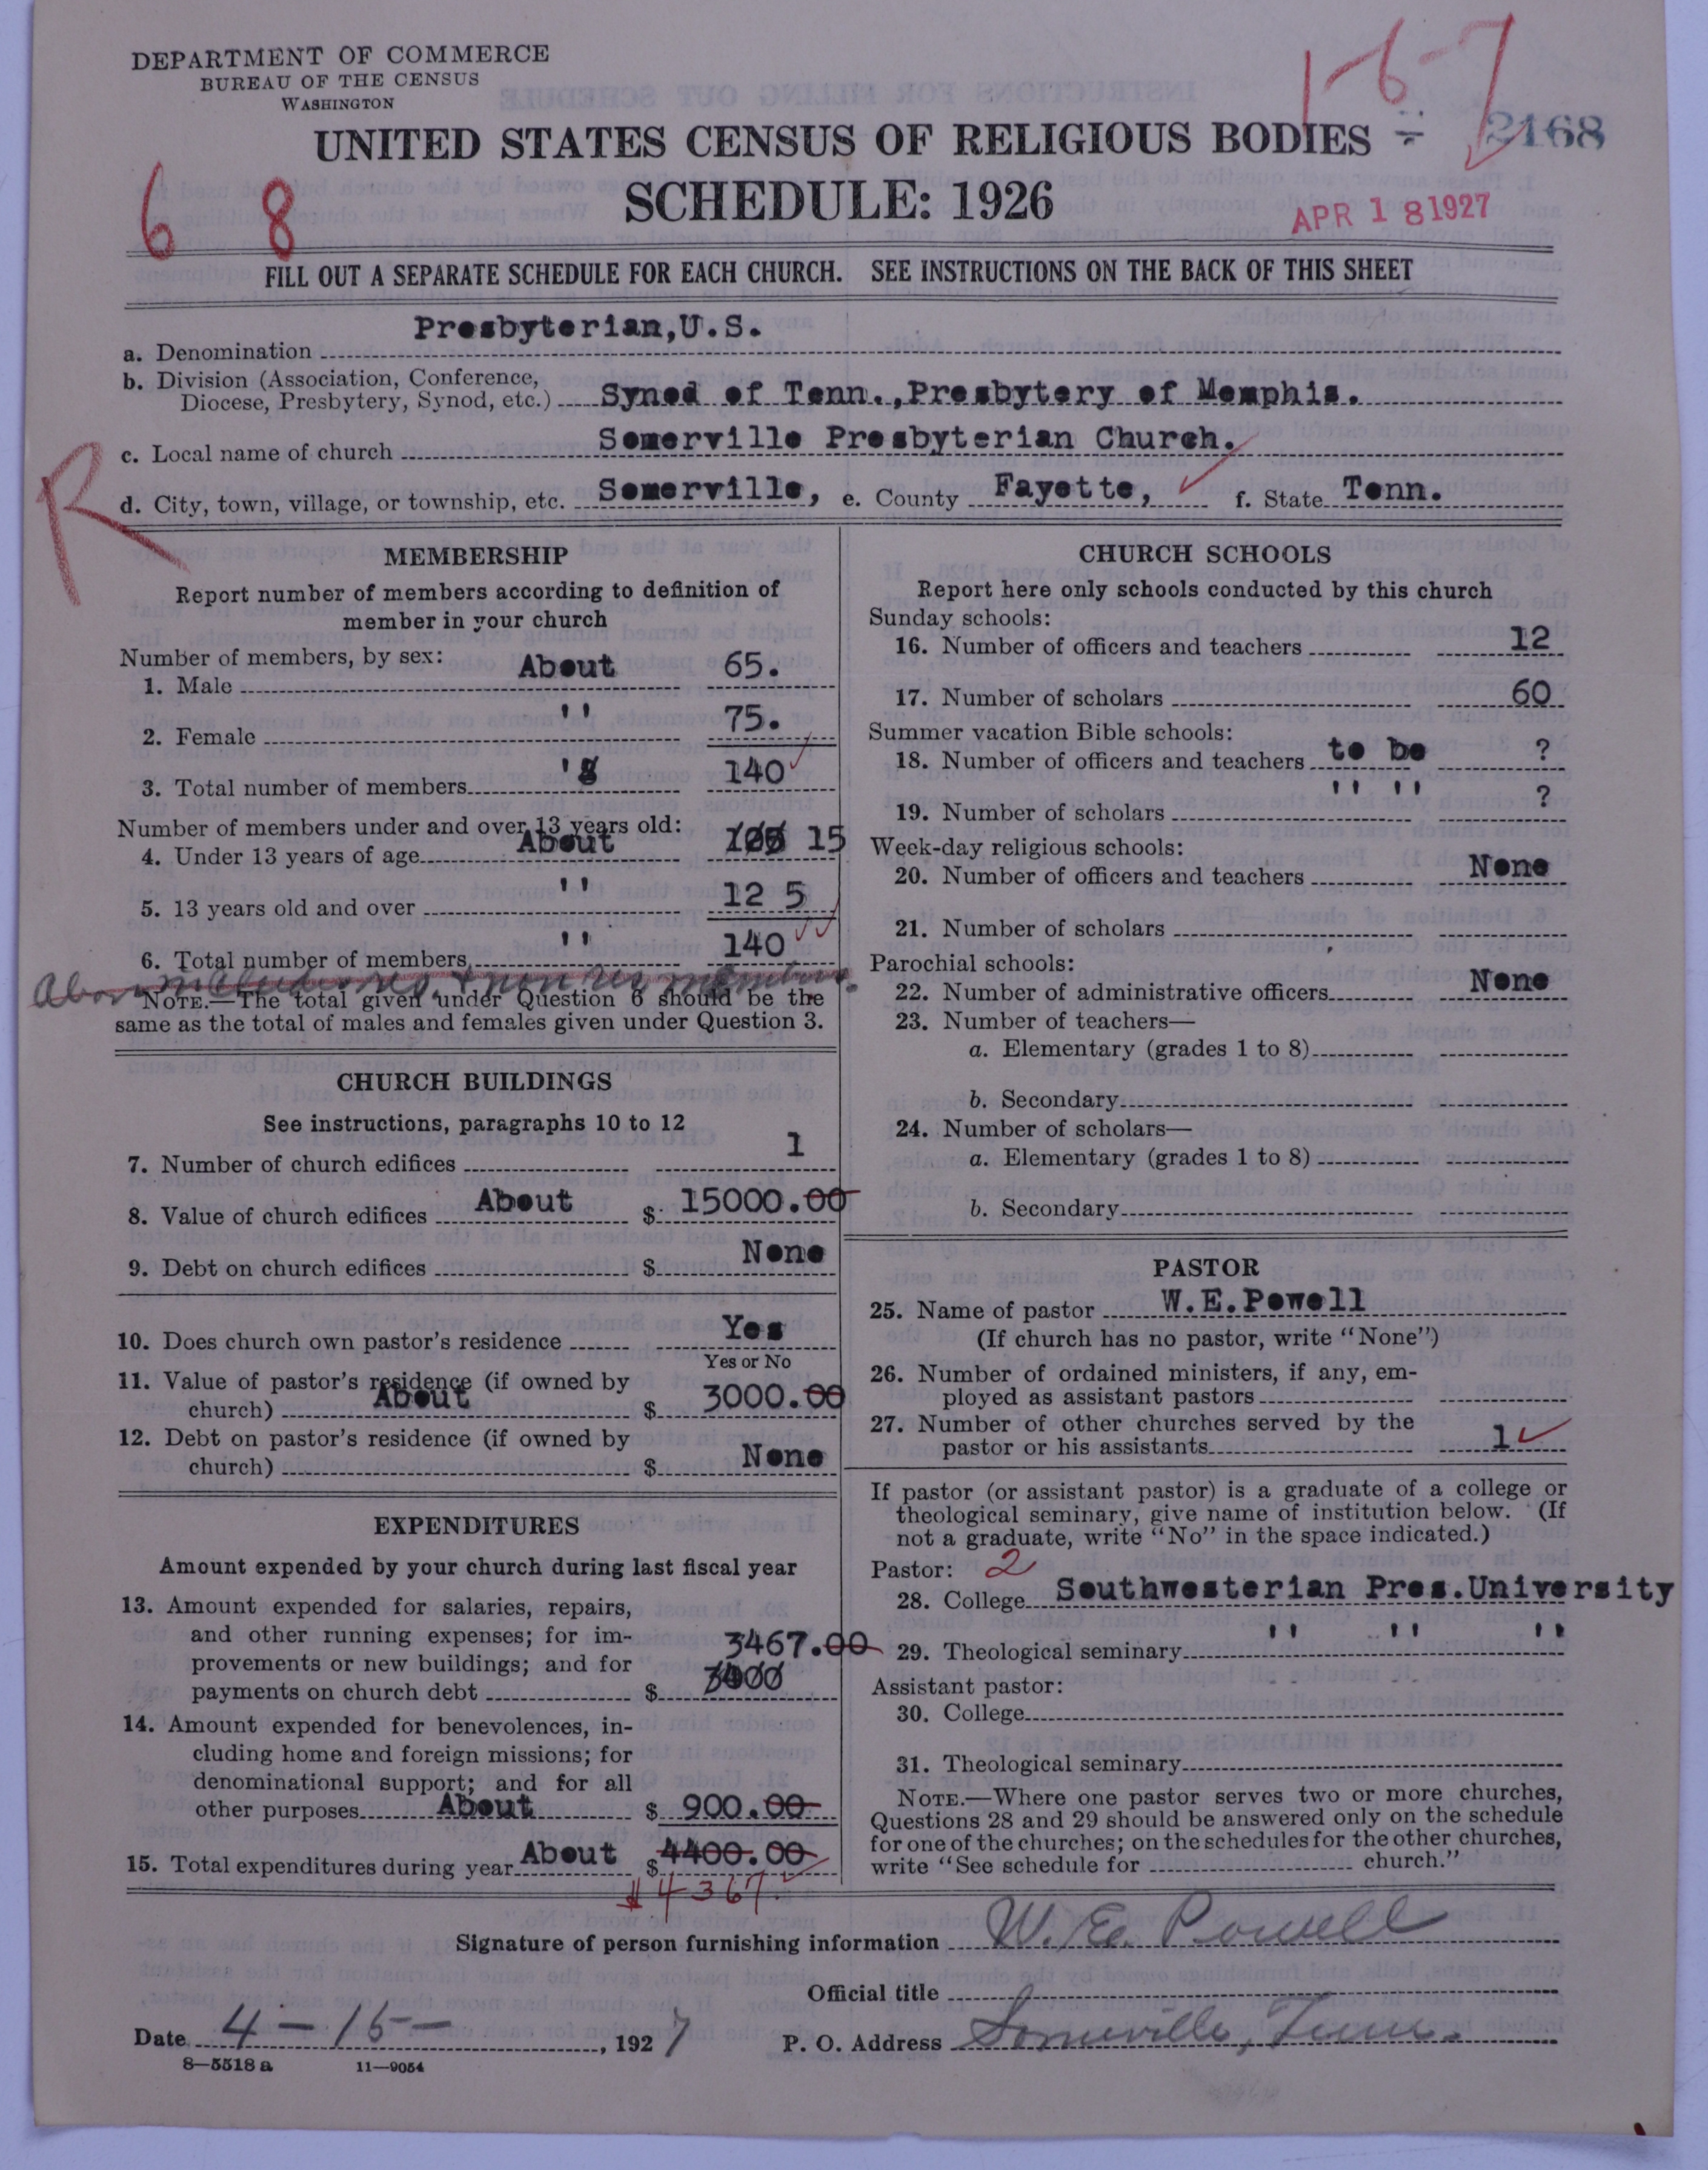 DEPARTMENT OF COMMERCE
BUREAU OF THE CENSUS
WASHINGTON
1-6-7
UNITED STATES CENSUS OF RELIGIOUS BODIES 2168
6 8
SCHEDULE: 1926
APR 18 1927
FILL OUT A SEPARATE SCHEDULE FOR EACH CHURCH. SEE INSTRUCTIONS ON THE BACK OF THIS SHEET
a. Denomination Presbyterian,U.S.
b. Division (Association, Conference,
Diocese, Presbytery, Synod, etc.) Synod of Tenn.,Presbytery of Memphis.
c. Local name of church Somerville Presbyterian Church.
R
d. City, town, village, or township, etc. Somerville, e. County Fayette, f. State Tenn.
MEMBERSHIP
Report number of members according to definition of
member in your church
Number of members, by sex:
1. Male About 65.
2. Female '' 75.
3. Total number of members 140
Number of members under and over 13 years old:
4. Under 13 years of age About 15
5. 13 years old and over '' 12 5
6. Total number of members '' 140
NOTE.—The total given under Question 6 should be the
same as the total of males and females given under Question 3.
CHURCH BUILDINGS
See instructions, paragraphs 10 to 12
7. Number of church edifices 1
8. Value of church edifices About $ 15000.00
9. Debt on church edifices $ None
10. Does church own pastor's residence Yes
Yes or No
11. Value of pastor's residence (if owned by
church) About $ 3000.00
12. Debt on pastor's residence (if owned by
church) $ None
EXPENDITURES
Amount expended by your church during last fiscal year
13. Amount expended for salaries, repairs,
and other running expenses; for im-
provements or new buildings; and for 3467.00
payments on church debt $
14. Amount expended for benevolences, in-
cluding home and foreign missions; for
denominational support; and for all
other purposes About $ 900.00
15. Total expenditures during year About $ 4400.00
$4367
CHURCH SCHOOLS
Report here only schools conducted by this church
Sunday schools:
16. Number of officers and teachers 12
17. Number of scholars 60
Summer vacation Bible schools:
18. Number of officers and teachers to be ?
19. Number of scholars '' '' ?
Week-day religious schools:
20. Number of officers and teachers None
21. Number of scholars
Parochial schools:
22. Number of administrative officers None
23. Number of teachers—
a. Elementary (grades 1 to 8)
b. Secondary
24. Number of scholars—
a. Elementary (grades 1 to 8)
b. Secondary
PASTOR
25. Name of pastor W.E.Powell
(If church has no pastor, write "None")
26. Number of ordained ministers, if any, em-
ployed as assistant pastors
27. Number of other churches served by the
pastor or his assistants 1
If pastor (or assistant pastor) is a graduate of a college or
theological seminary, give name of institution below. (If
not a graduate, write "No" in the space indicated.)
Pastor: 2
28. College Southwesterian Pres.University
29. Theological seminary '' '' ''
Assistant pastor:
30. College
31. Theological seminary
NOTE.—Where one pastor serves two or more churches,
Questions 28 and 29 should be answered only on the schedule
for one of the churches; on the schedules for the other churches,
write "See schedule for church."
Signature of person furnishing information W. E. Powell
Official title
Date 4-15-, 1927 P. O. Address Somerville, Tenn.
8—5518 a 11—9054